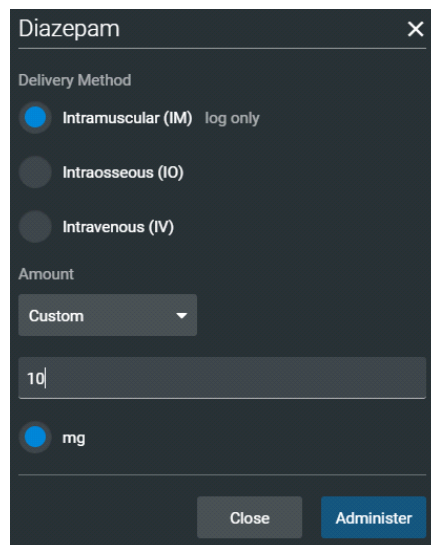 Diazepam
Delivery Method
Intramuscular (IM) log only
Intraosseous (IO)
Intravenous (IV)
Amount
Custom
10
mg
Close Administer